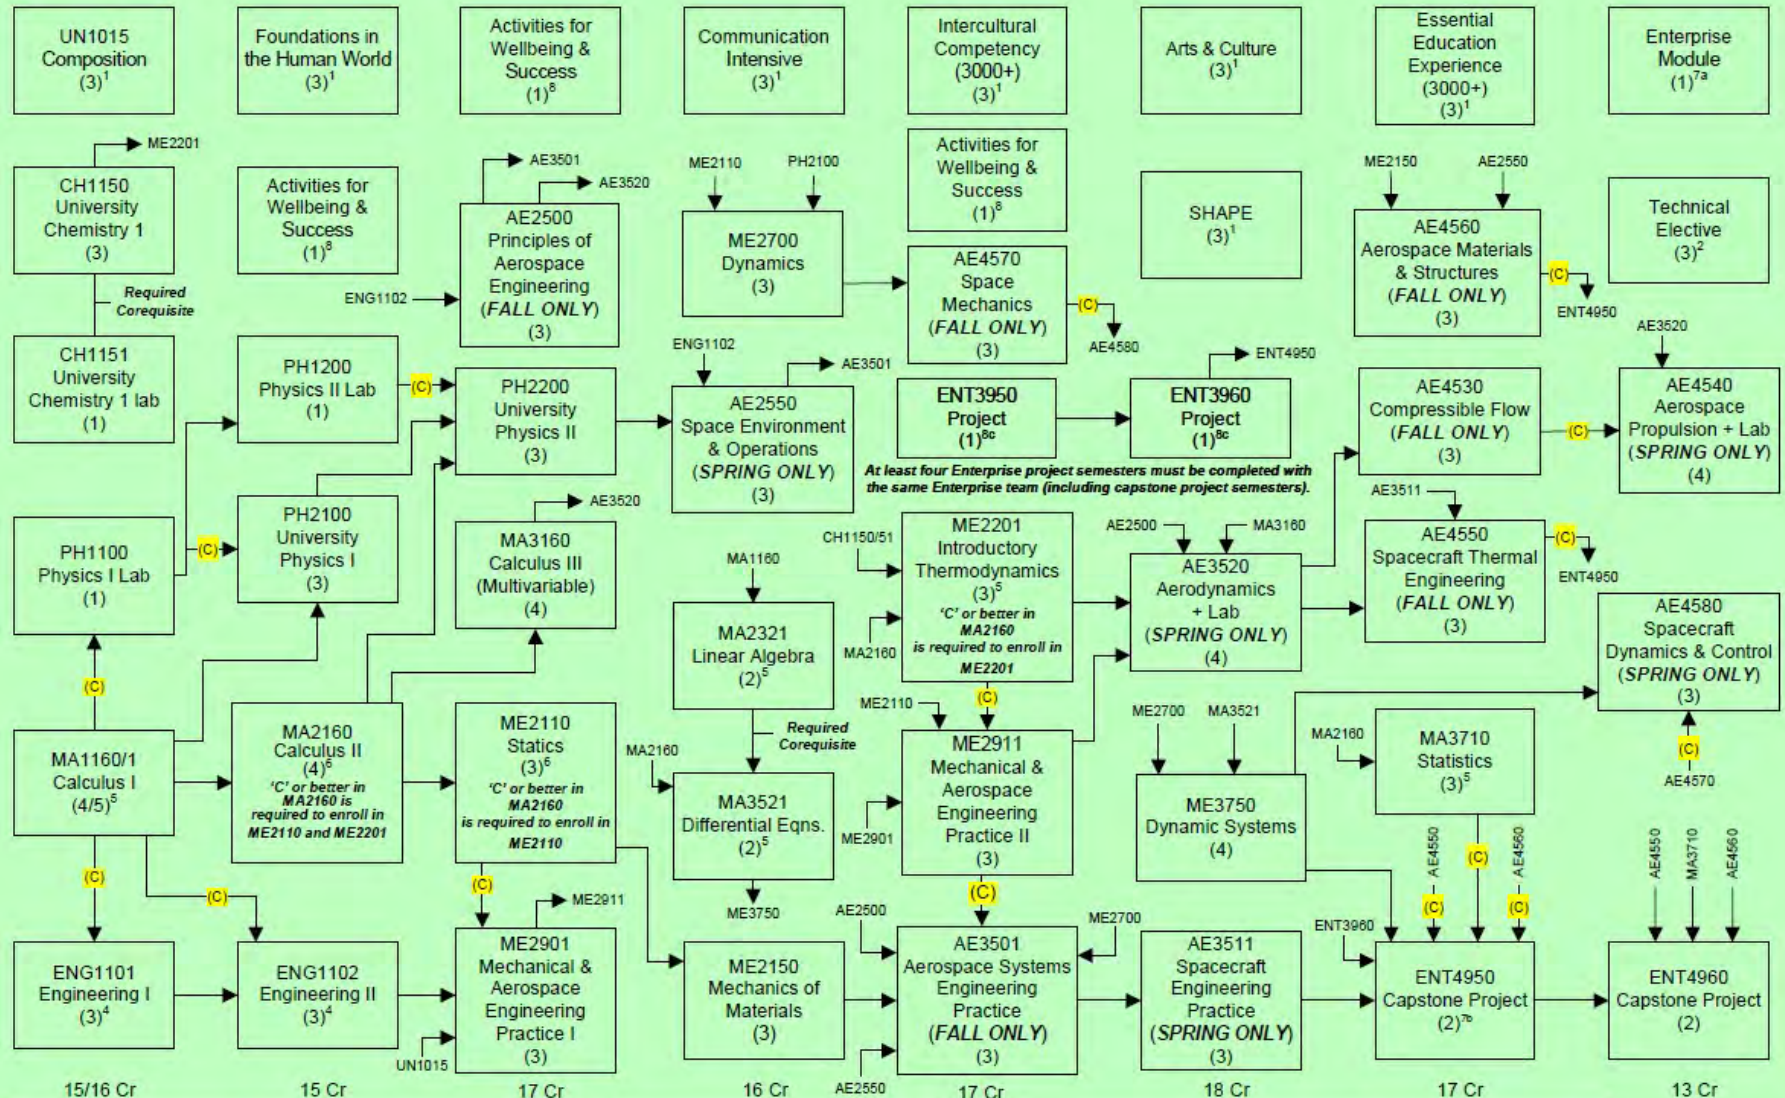 UN1015
Composition
(3)¹
Foundations in
the Human World
(3)¹
Activities for
Wellbeing &
Success
(1)⁸
Communication
Intensive
(3)¹
Intercultural
Competency
(3000+)
(3)¹
Arts & Culture
(3)¹
Essential
Education
Experience
(3000+)
(3)¹
Enterprise
Module
(1)⁷ᵃ
ME2201
CH1150
University
Chemistry 1
(3)
Required
Corequisite
CH1151
University
Chemistry 1 lab
(1)
PH1100
Physics I Lab
(1)
(C)
(C)
MA1160/1
Calculus I
(4/5)⁵
(C)
(C)
ENG1101
Engineering I
(3)⁴
15/16 Cr
Activities for
Wellbeing &
Success
(1)⁸
PH1200
Physics II Lab
(1)
(C)
PH2100
University
Physics I
(3)
MA2160
Calculus II
(4)⁶
‘C’ or better in
MA2160 is
required to enroll in
ME2110 and ME2201
ENG1102
Engineering II
(3)⁴
15 Cr
AE3501
AE3520
AE2500
Principles of
Aerospace
Engineering
(FALL ONLY)
(3)
ENG1102
PH2200
University
Physics II
(3)
AE3520
MA3160
Calculus III
(Multivariable)
(4)
ME2110
Statics
(3)⁶
‘C’ or better in
MA2160
is required to enroll in
ME2110
(C)
ME2911
ME2901
Mechanical &
Aerospace
Engineering
Practice I
(3)
UN1015
17 Cr
ME2110
PH2100
ME2700
Dynamics
(3)
ENG1102
AE3501
AE2550
Space Environment
& Operations
(SPRING ONLY)
(3)
MA1160
MA2321
Linear Algebra
(2)⁵
Required
Corequisite
MA2160
MA3521
Differential Eqns.
(2)⁵
ME3750
ME2150
Mechanics of
Materials
(3)
16 Cr
Activities for
Wellbeing &
Success
(1)⁸
AE4570
Space
Mechanics
(FALL ONLY)
(3)
(C)
AE4580
ENT3950
Project
(1)⁸ᶜ
ENT4950
ENT3960
Project
(1)⁸ᶜ
At least four Enterprise project semesters must be completed with
the same Enterprise team (including capstone project semesters).
CH1150/51
ME2201
Introductory
Thermodynamics
(3)⁵
‘C’ or better in
MA2160
is required to enroll in
ME2201
MA2160
(C)
ME2110
ME2911
Mechanical &
Aerospace
Engineering
Practice II
(3)
ME2901
(C)
AE2500
ME2700
AE3501
Aerospace Systems
Engineering
Practice
(FALL ONLY)
(3)
AE2550
17 Cr
SHAPE
(3)¹
AE2500
MA3160
AE3520
Aerodynamics
+ Lab
(SPRING ONLY)
(4)
ME2700
MA3521
ME3750
Dynamic Systems
(4)
AE3511
Spacecraft
Engineering
Practice
(SPRING ONLY)
(3)
18 Cr
ME2150
AE2550
AE4560
Aerospace Materials
& Structures
(FALL ONLY)
(3)
(C)
ENT4950
AE4530
Compressible Flow
(FALL ONLY)
(3)
(C)
AE3511
AE4550
Spacecraft Thermal
Engineering
(FALL ONLY)
(3)
(C)
ENT4950
MA2160
MA3710
Statistics
(3)⁵
AE4550
(C)
(C)
AE4560
(C)
ENT3960
ENT4950
Capstone Project
(2)⁷ᵇ
17 Cr
Technical
Elective
(3)²
AE3520
AE4540
Aerospace
Propulsion + Lab
(SPRING ONLY)
(4)
AE4580
Spacecraft
Dynamics & Control
(SPRING ONLY)
(3)
(C)
AE4570
AE4550
MA3710
AE4560
ENT4960
Capstone Project
(2)
13 Cr